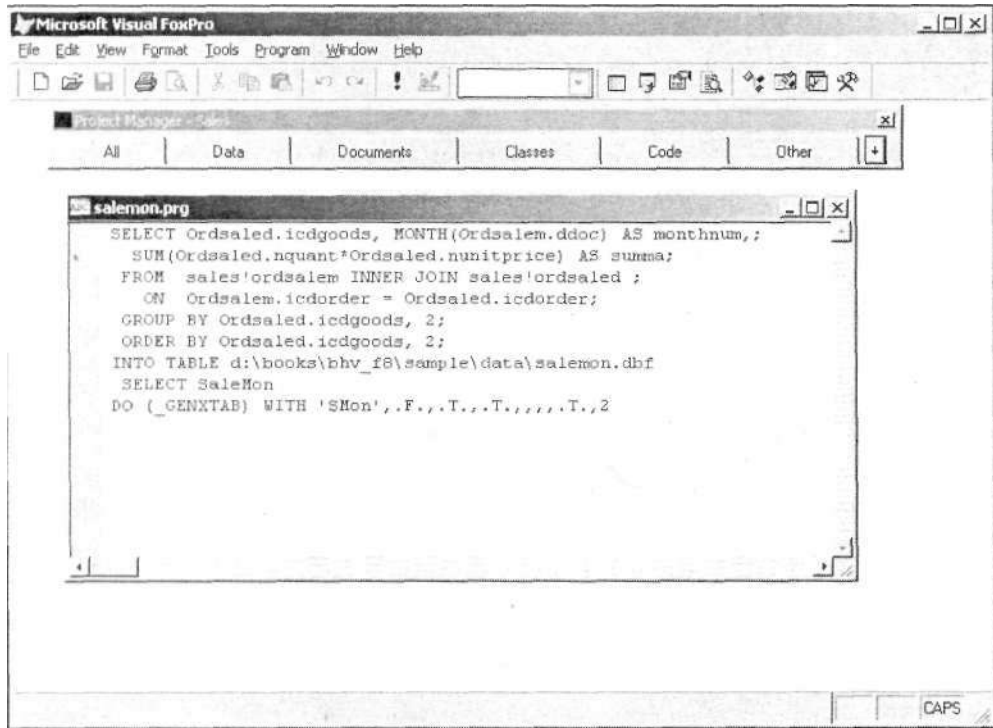 Microsoft Visual FoxPro
File Edit View Format Tools Program Window Help
Project Manager - Sales
All Data Documents Classes Code Other
salemon.prg
SELECT Ordsaled.icdgoods, MONTH(Ordsalem.ddoc) AS monthnum,;
SUM(Ordsaled.nquant*Ordsaled.nunitprice) AS summa;
FROM sales!ordsalem INNER JOIN sales!ordsaled ;
ON Ordsalem.icdorder = Ordsaled.icdorder;
GROUP BY Ordsaled.icdgoods, 2;
ORDER BY Ordsaled.icdgoods, 2;
INTO TABLE d:\books\bhv_f8\sample\data\salemon.dbf
SELECT SaleMon
DO (_GENXTAB) WITH 'SMon',.F.,.T.,.T.,,,,.T.,2
CAPS